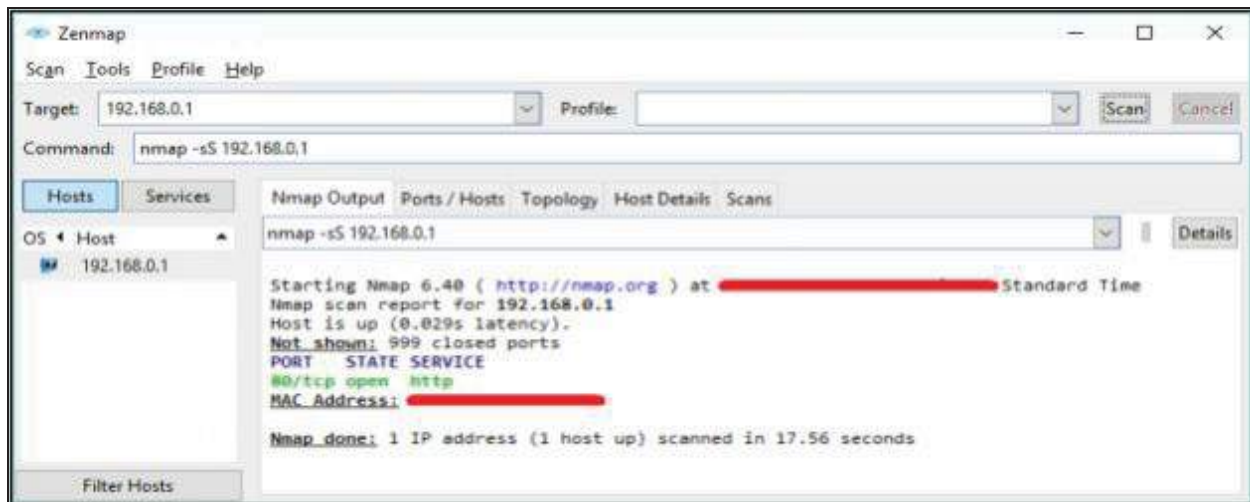 Zenmap
Scan Tools Profile Help
Target: 192.168.0.1 Profile: Scan Cancel
Command: nmap -sS 192.168.0.1
Hosts Services Nmap Output Ports / Hosts Topology Host Details Scans
OS Host nmap -sS 192.168.0.1 Details
192.168.0.1
Starting Nmap 6.40 ( http://nmap.org ) at Standard Time
Nmap scan report for 192.168.0.1
Host is up (0.029s latency).
Not shown: 999 closed ports
PORT STATE SERVICE
80/tcp open http
MAC Address:
Nmap done: 1 IP address (1 host up) scanned in 17.56 seconds
Filter Hosts